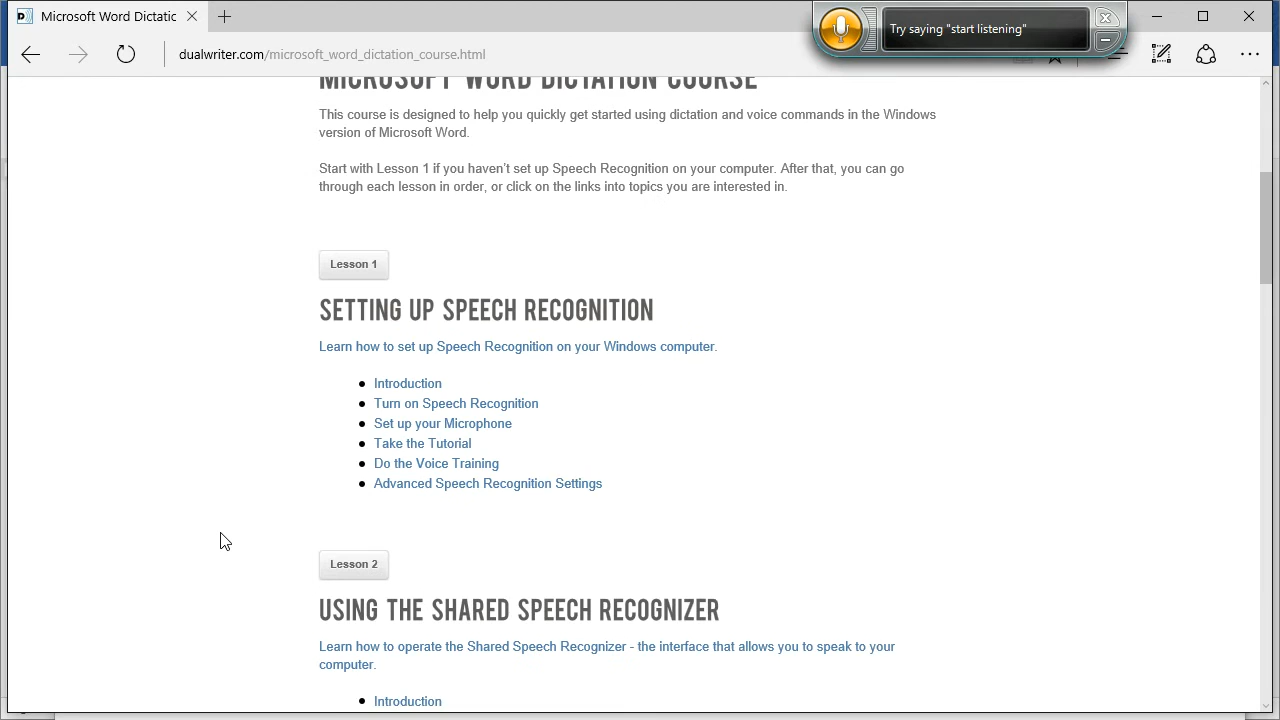 Microsoft Word Dictatic
Try saying "start listening"
dualwriter.com/microsoft_word_dictation_course.html
MICROSOFT WORD DICTATION COURSE
This course is designed to help you quickly get started using dictation and voice commands in the Windows
version of Microsoft Word.
Start with Lesson 1 if you haven't set up Speech Recognition on your computer. After that, you can go
through each lesson in order, or click on the links into topics you are interested in.
Lesson 1
SETTING UP SPEECH RECOGNITION
Learn how to set up Speech Recognition on your Windows computer.
Introduction
Turn on Speech Recognition
Set up your Microphone
Take the Tutorial
Do the Voice Training
Advanced Speech Recognition Settings
Lesson 2
USING THE SHARED SPEECH RECOGNIZER
Learn how to operate the Shared Speech Recognizer - the interface that allows you to speak to your
computer.
Introduction